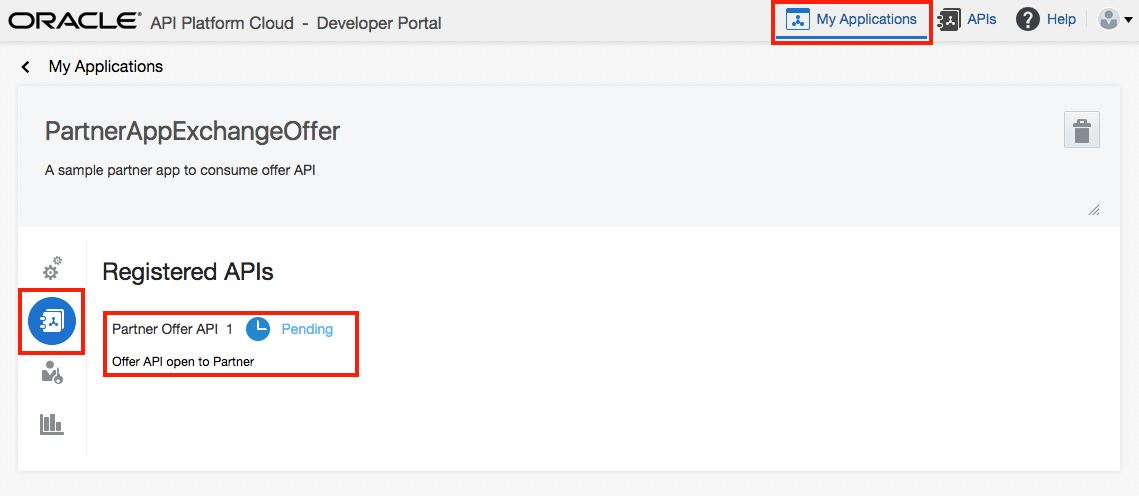 ORACLE® API Platform Cloud - Developer Portal My Applications APIs Help
My Applications
PartnerAppExchangeOffer
A sample partner app to consume offer API
Registered APIs
Partner Offer API 1 Pending
Offer API open to Partner